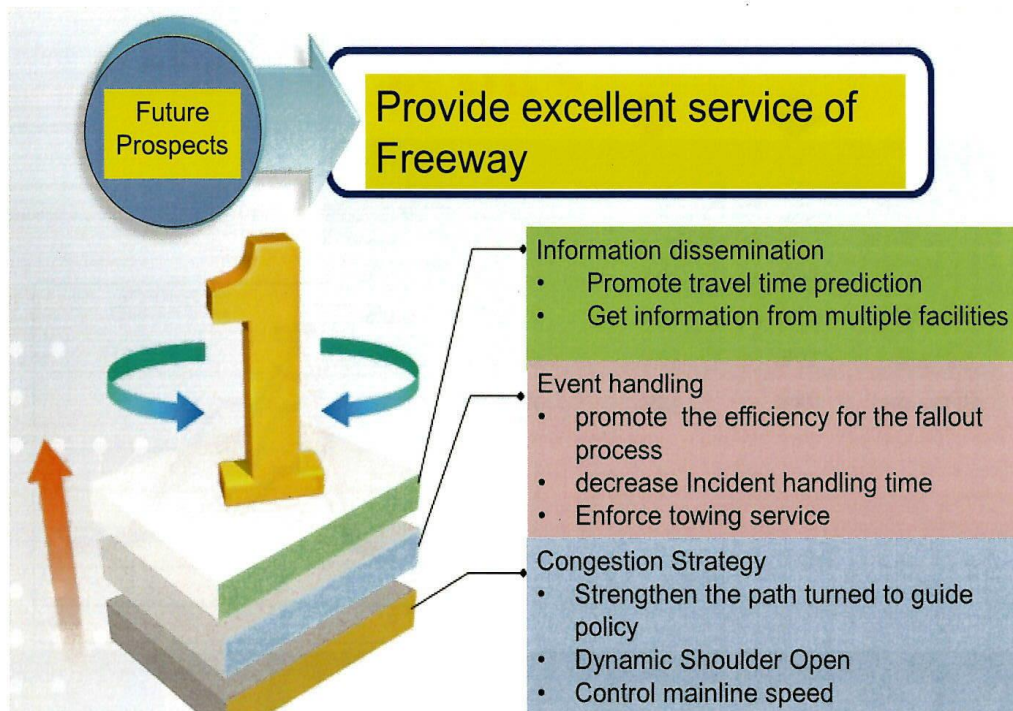 Future
Prospects
Provide excellent service of
Freeway
1
Information dissemination
• Promote travel time prediction
• Get information from multiple facilities
Event handling
• promote the efficiency for the fallout
process
• decrease Incident handling time
• Enforce towing service
Congestion Strategy
• Strengthen the path turned to guide
policy
• Dynamic Shoulder Open
• Control mainline speed